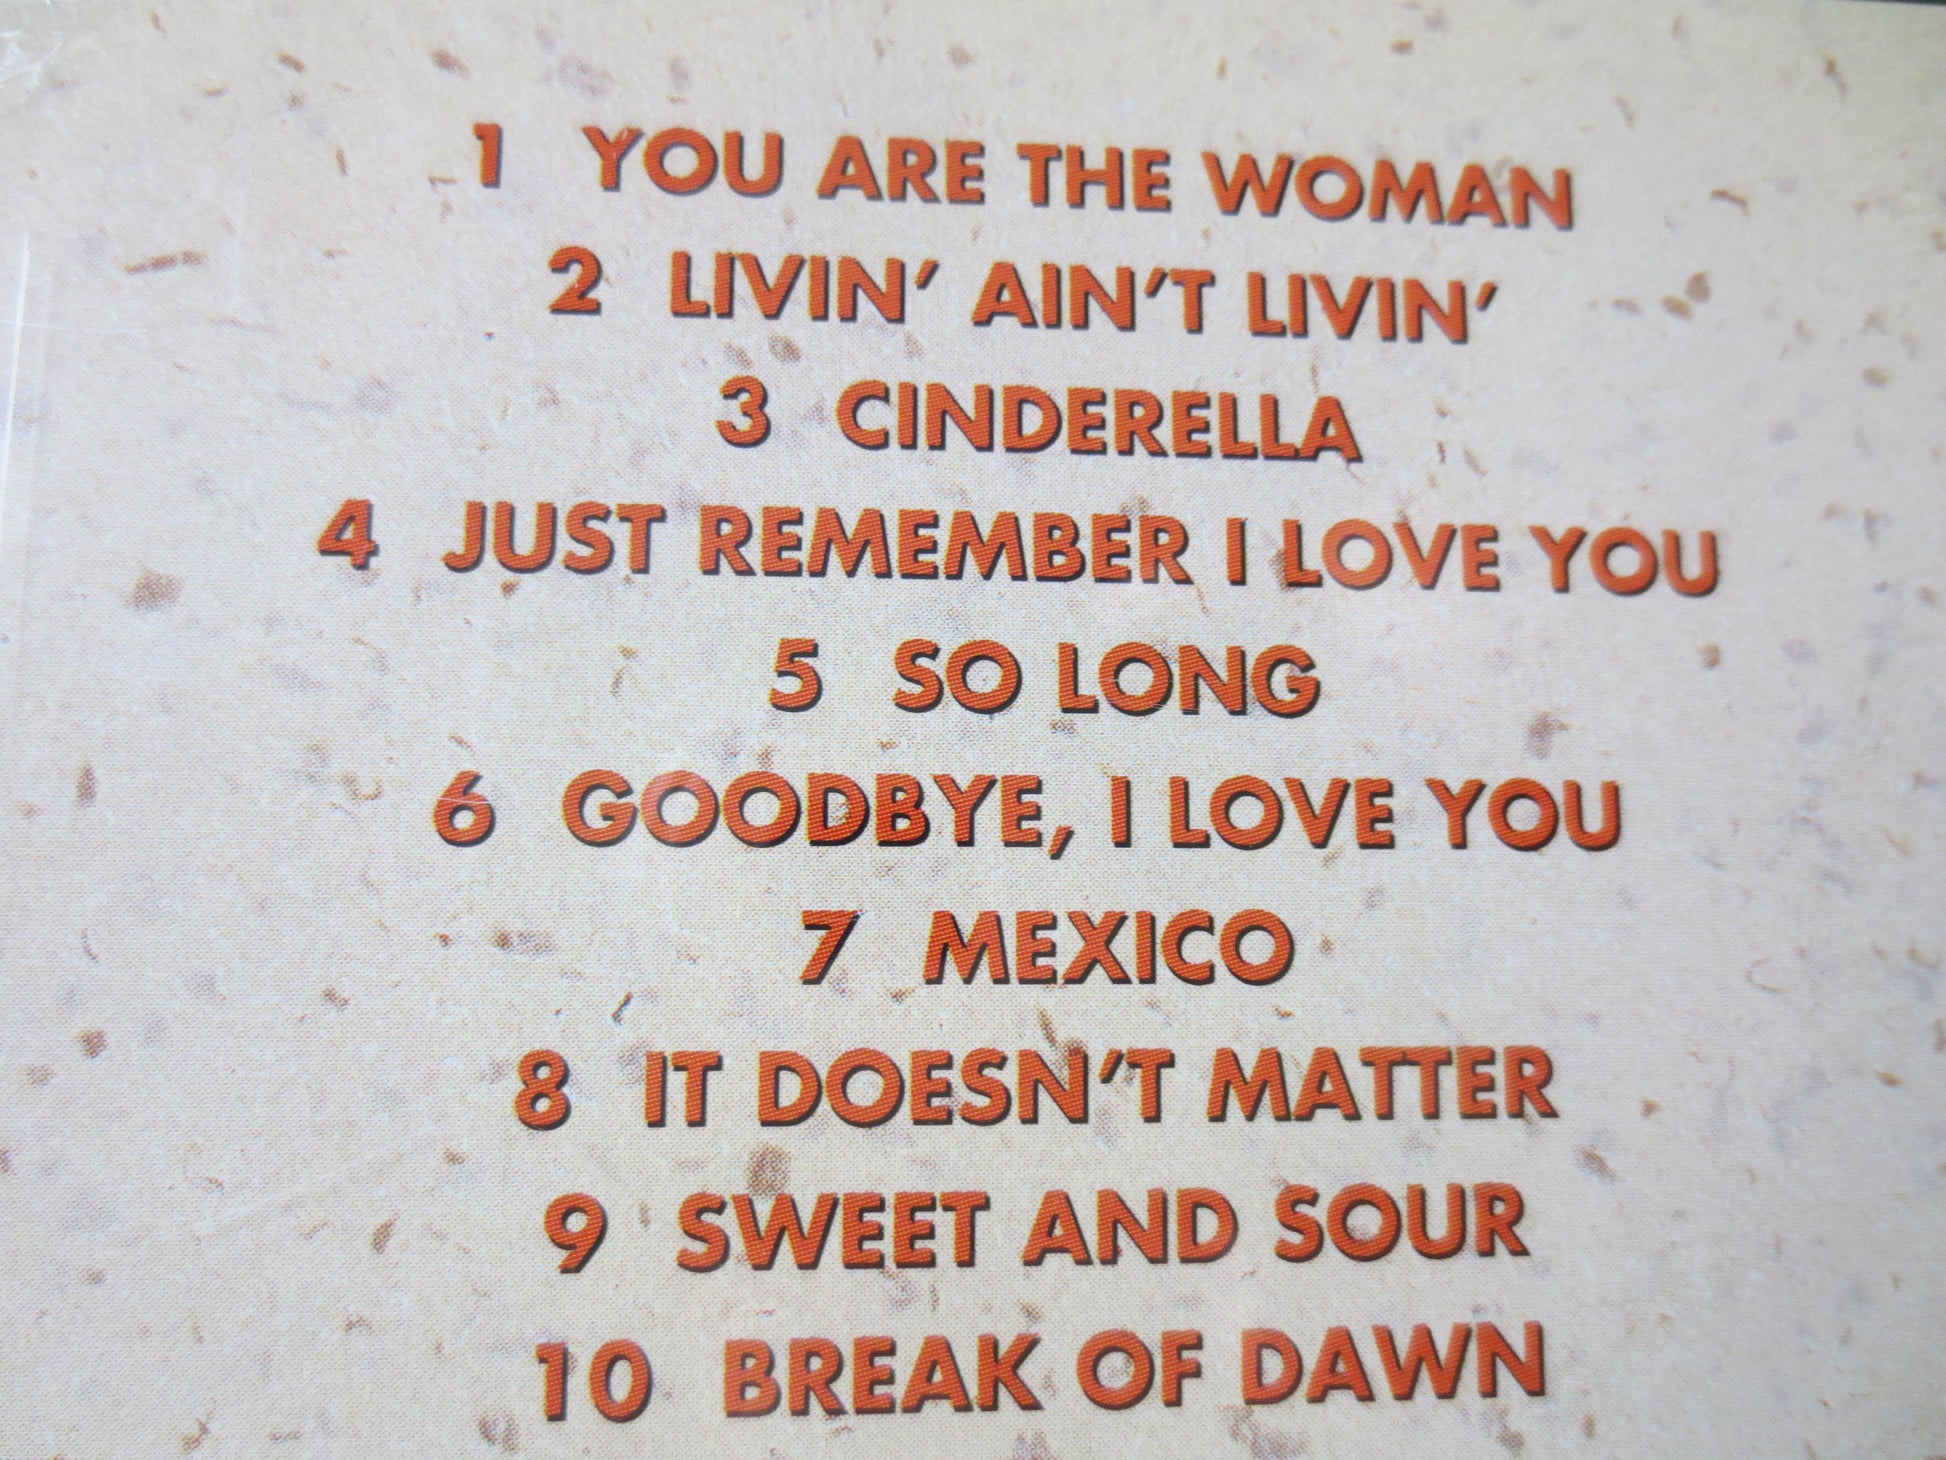 1 YOU ARE THE WOMAN
2 LIVIN' AIN'T LIVIN'
3 CINDERELLA
4 JUST REMEMBER I LOVE YOU
5 SO LONG
6 GOODBYE, I LOVE YOU
7 MEXICO
8 IT DOESN'T MATTER
9 SWEET AND SOUR
10 BREAK OF DAWN